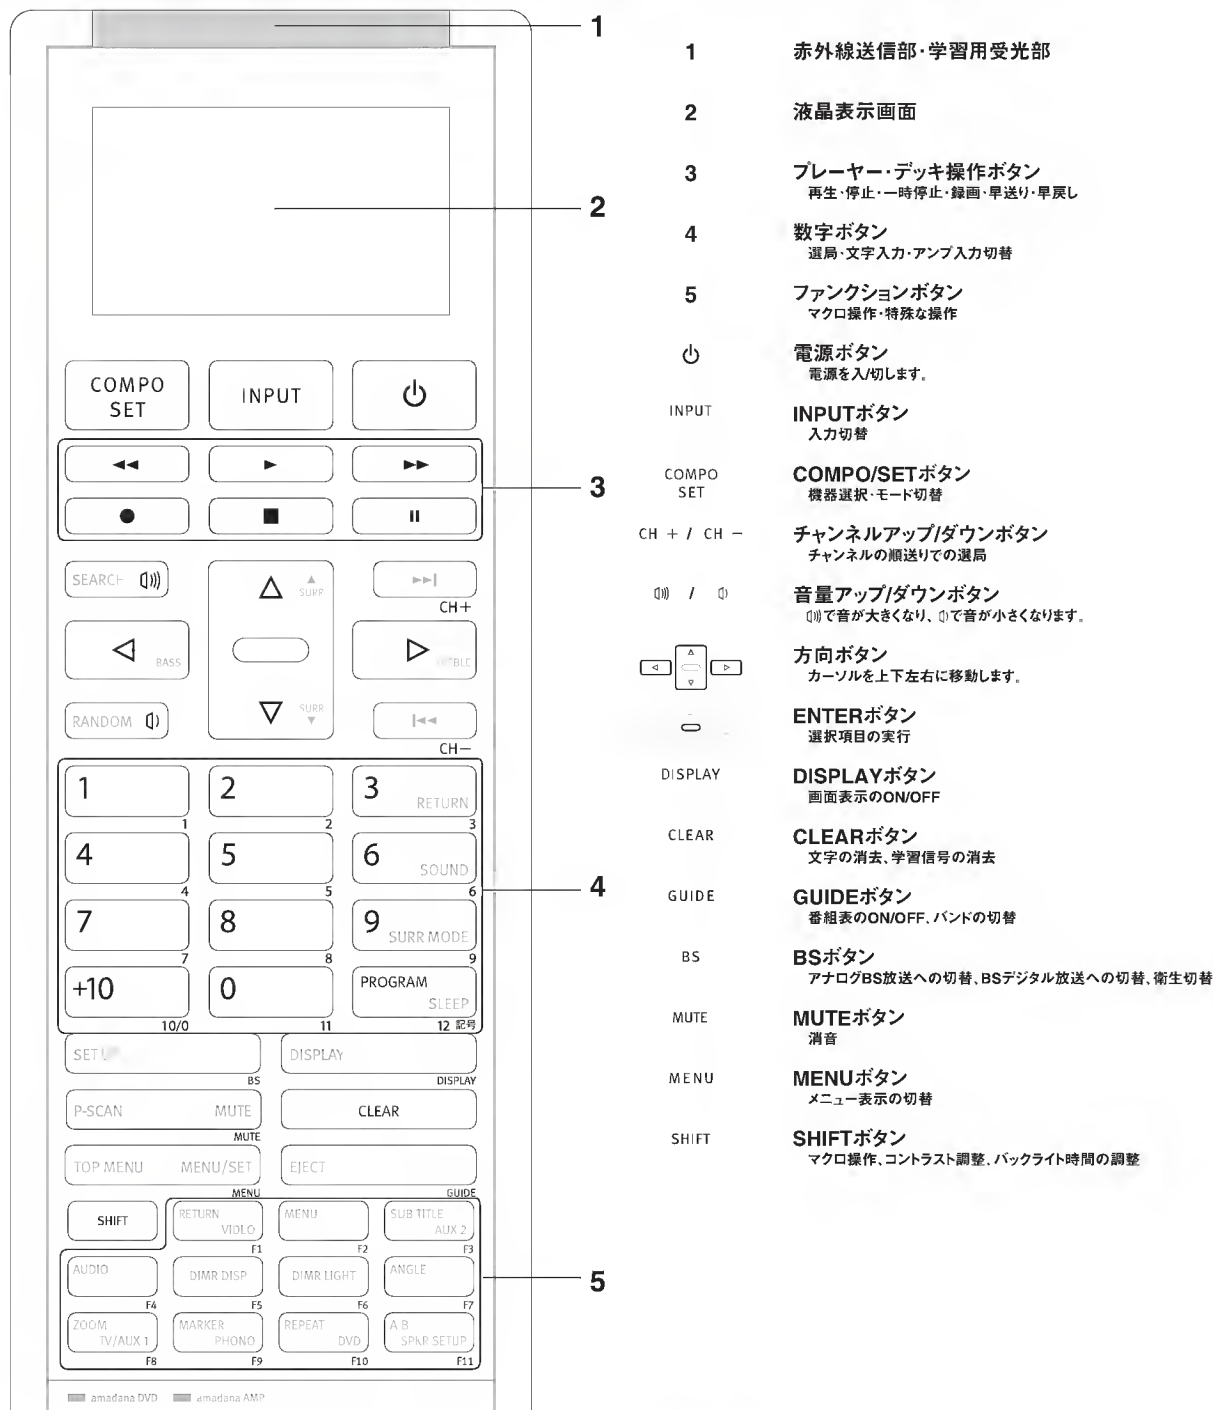 1
2
COMPO
SET
INPUT
3
SEARCH
SURR
CH+
BASS
RANDOM
SURR
CH−
1
1
2
2
3
RETURN
3
4
4
5
5
6
SOUND
6
7
7
8
8
9
SURR MODE
9
+10
10/0
0
11
PROGRAM
SLEEP
12 記号
4
SET
BS
DISPLAY
DISPLAY
P-SCAN MUTE
MUTE
CLEAR
TOP MENU MENU/SET
MENU
EJECT
GUIDE
SHIFT
RETURN
VIDEO
F1
MENU
F2
SUB TITLE
AUX 2
F3
AUDIO
F4
DIMR DISP
F5
DIMR LIGHT
F6
ANGLE
F7
5
ZOOM
TV/AUX 1
F8
MARKER
PHONO
F9
REPEAT
DVD
F10
A B
SPKR SETUP
F11
amadana DVD amadana AMP
1 赤外線送信部・学習用受光部
2 液晶表示画面
3 プレーヤー・デッキ操作ボタン
再生・停止・一時停止・録画・早送り・早戻し
4 数字ボタン
選局・文字入力・アンプ入力切替
5 ファンクションボタン
マクロ操作・特殊な操作
電源ボタン
電源を入/切します。
INPUT INPUTボタン
入力切替
COMPO
SET COMPO/SETボタン
機器選択・モード切替
CH + / CH − チャンネルアップ/ダウンボタン
チャンネルの順送りでの選局
/ 音量アップ/ダウンボタン
で音が大きくなり、で音が小さくなります。
方向ボタン
カーソルを上下左右に移動します。
ENTERボタン
選択項目の実行
DISPLAY DISPLAYボタン
画面表示のON/OFF
CLEAR CLEARボタン
文字の消去、学習信号の消去
GUIDE GUIDEボタン
番組表のON/OFF、バンドの切替
BS BSボタン
アナログBS放送への切替、BSデジタル放送への切替、衛生切替
MUTE MUTEボタン
消音
MENU MENUボタン
メニュー表示の切替
SHIFT SHIFTボタン
マクロ操作、コントラスト調整、バックライト時間の調整